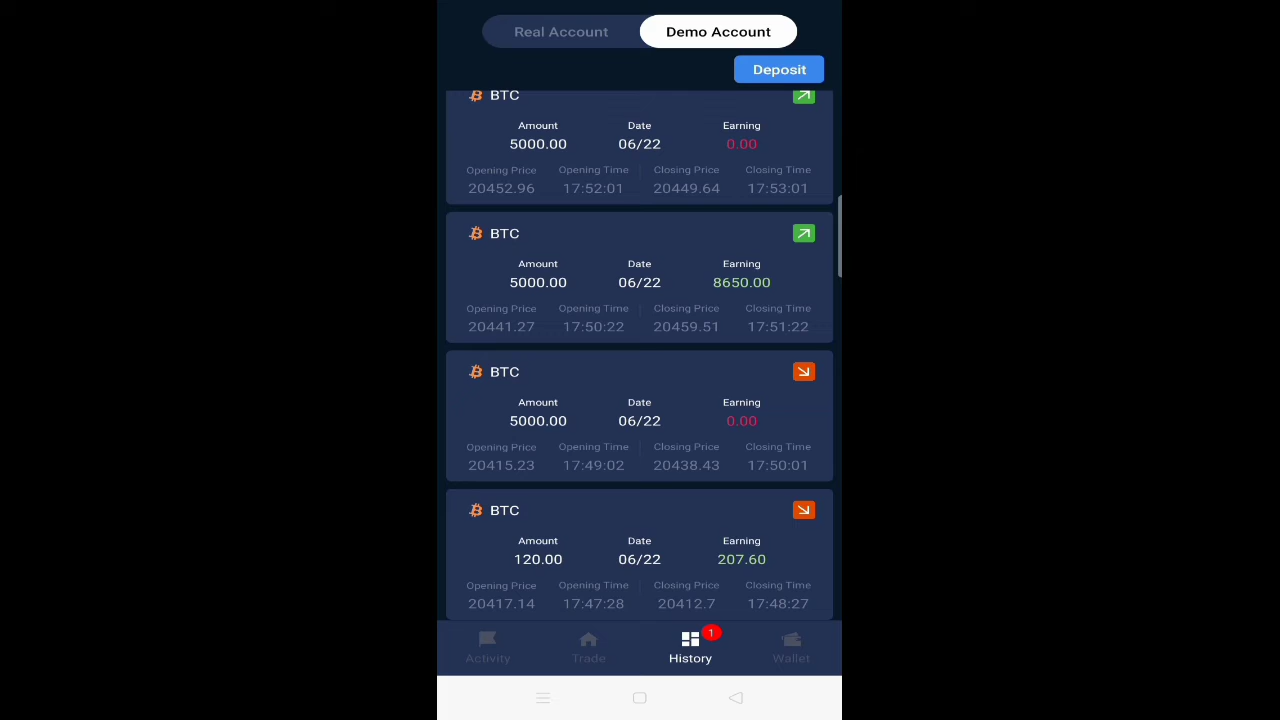 Real Account Demo Account
Deposit
BTC
Amount Date Earning
5000.00 06/22 0.00
Opening Price Opening Time Closing Price Closing Time
20452.96 17:52:01 20449.64 17:53:01
BTC
Amount Date Earning
5000.00 06/22 8650.00
Opening Price Opening Time Closing Price Closing Time
20441.27 17:50:22 20459.51 17:51:22
BTC
Amount Date Earning
5000.00 06/22 0.00
Opening Price Opening Time Closing Price Closing Time
20415.23 17:49:02 20438.43 17:50:01
BTC
Amount Date Earning
120.00 06/22 207.60
Opening Price Opening Time Closing Price Closing Time
20417.14 17:47:28 20412.7 17:48:27
1
Activity Trade History Wallet